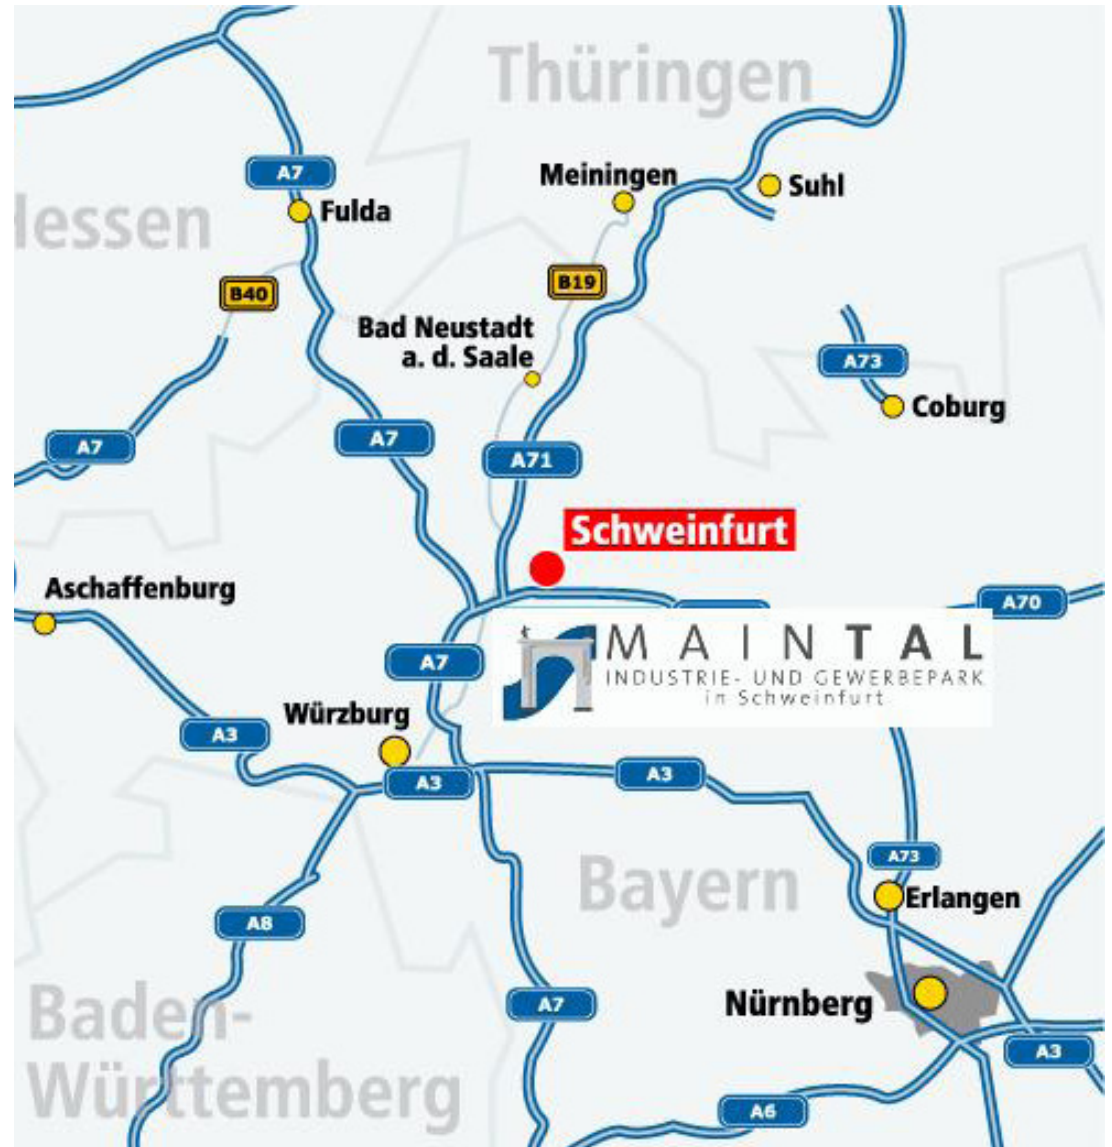 Thüringen
A7
Meiningen
Suhl
Fulda
Hessen
B40
B19
Bad Neustadt
a. d. Saale
A73
Coburg
A7
A7
A71
Schweinfurt
Aschaffenburg
A70
MAINTAL
INDUSTRIE- UND GEWERBEPARK
in Schweinfurt
A7
Würzburg
A3
A3
A3
A73
Bayern
Erlangen
A8
Nürnberg
A7
Baden-
Württemberg
A3
A6